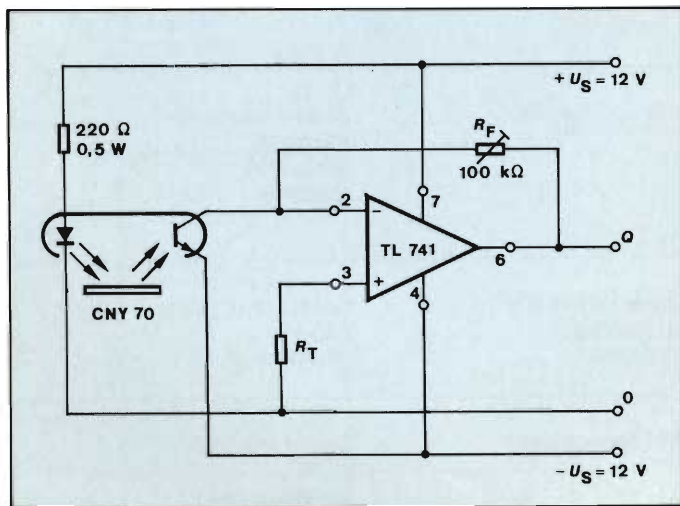 + U_S = 12 V
220 Ω
0,5 W
R_F
100 kΩ
2
7
−
TL 741
6
Q
3
+
4
CNY 70
R_T
0
− U_S = 12 V